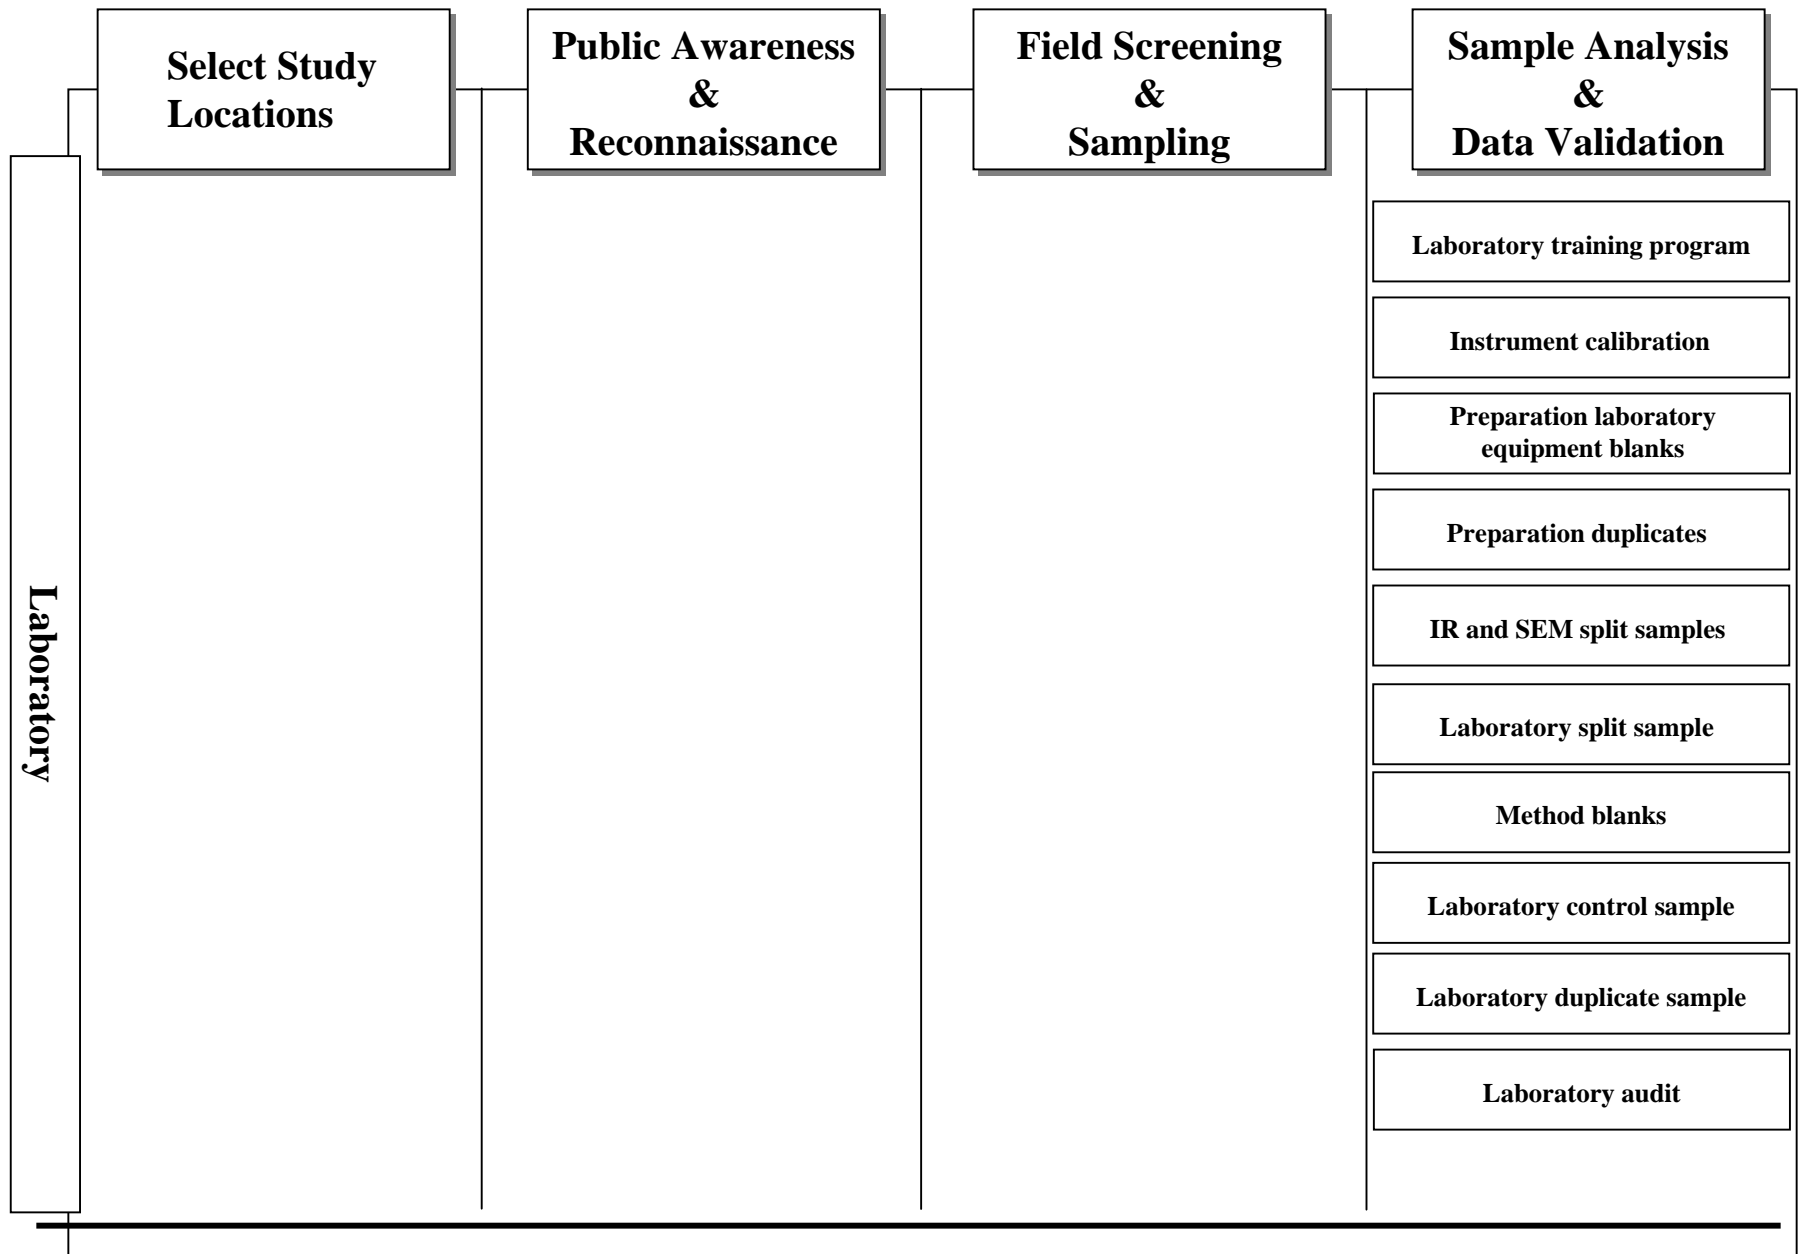 Select Study
Locations
Public Awareness
&
Reconnaissance
Field Screening
&
Sampling
Sample Analysis
&
Data Validation
Laboratory
Laboratory training program
Instrument calibration
Preparation laboratory
equipment blanks
Preparation duplicates
IR and SEM split samples
Laboratory split sample
Method blanks
Laboratory control sample
Laboratory duplicate sample
Laboratory audit